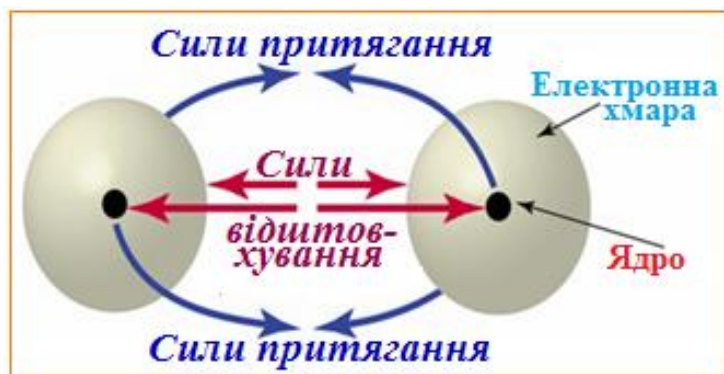 Сили притягання
Електронна
хмара
Сили
відштов-
хування
Ядро
Сили притягання